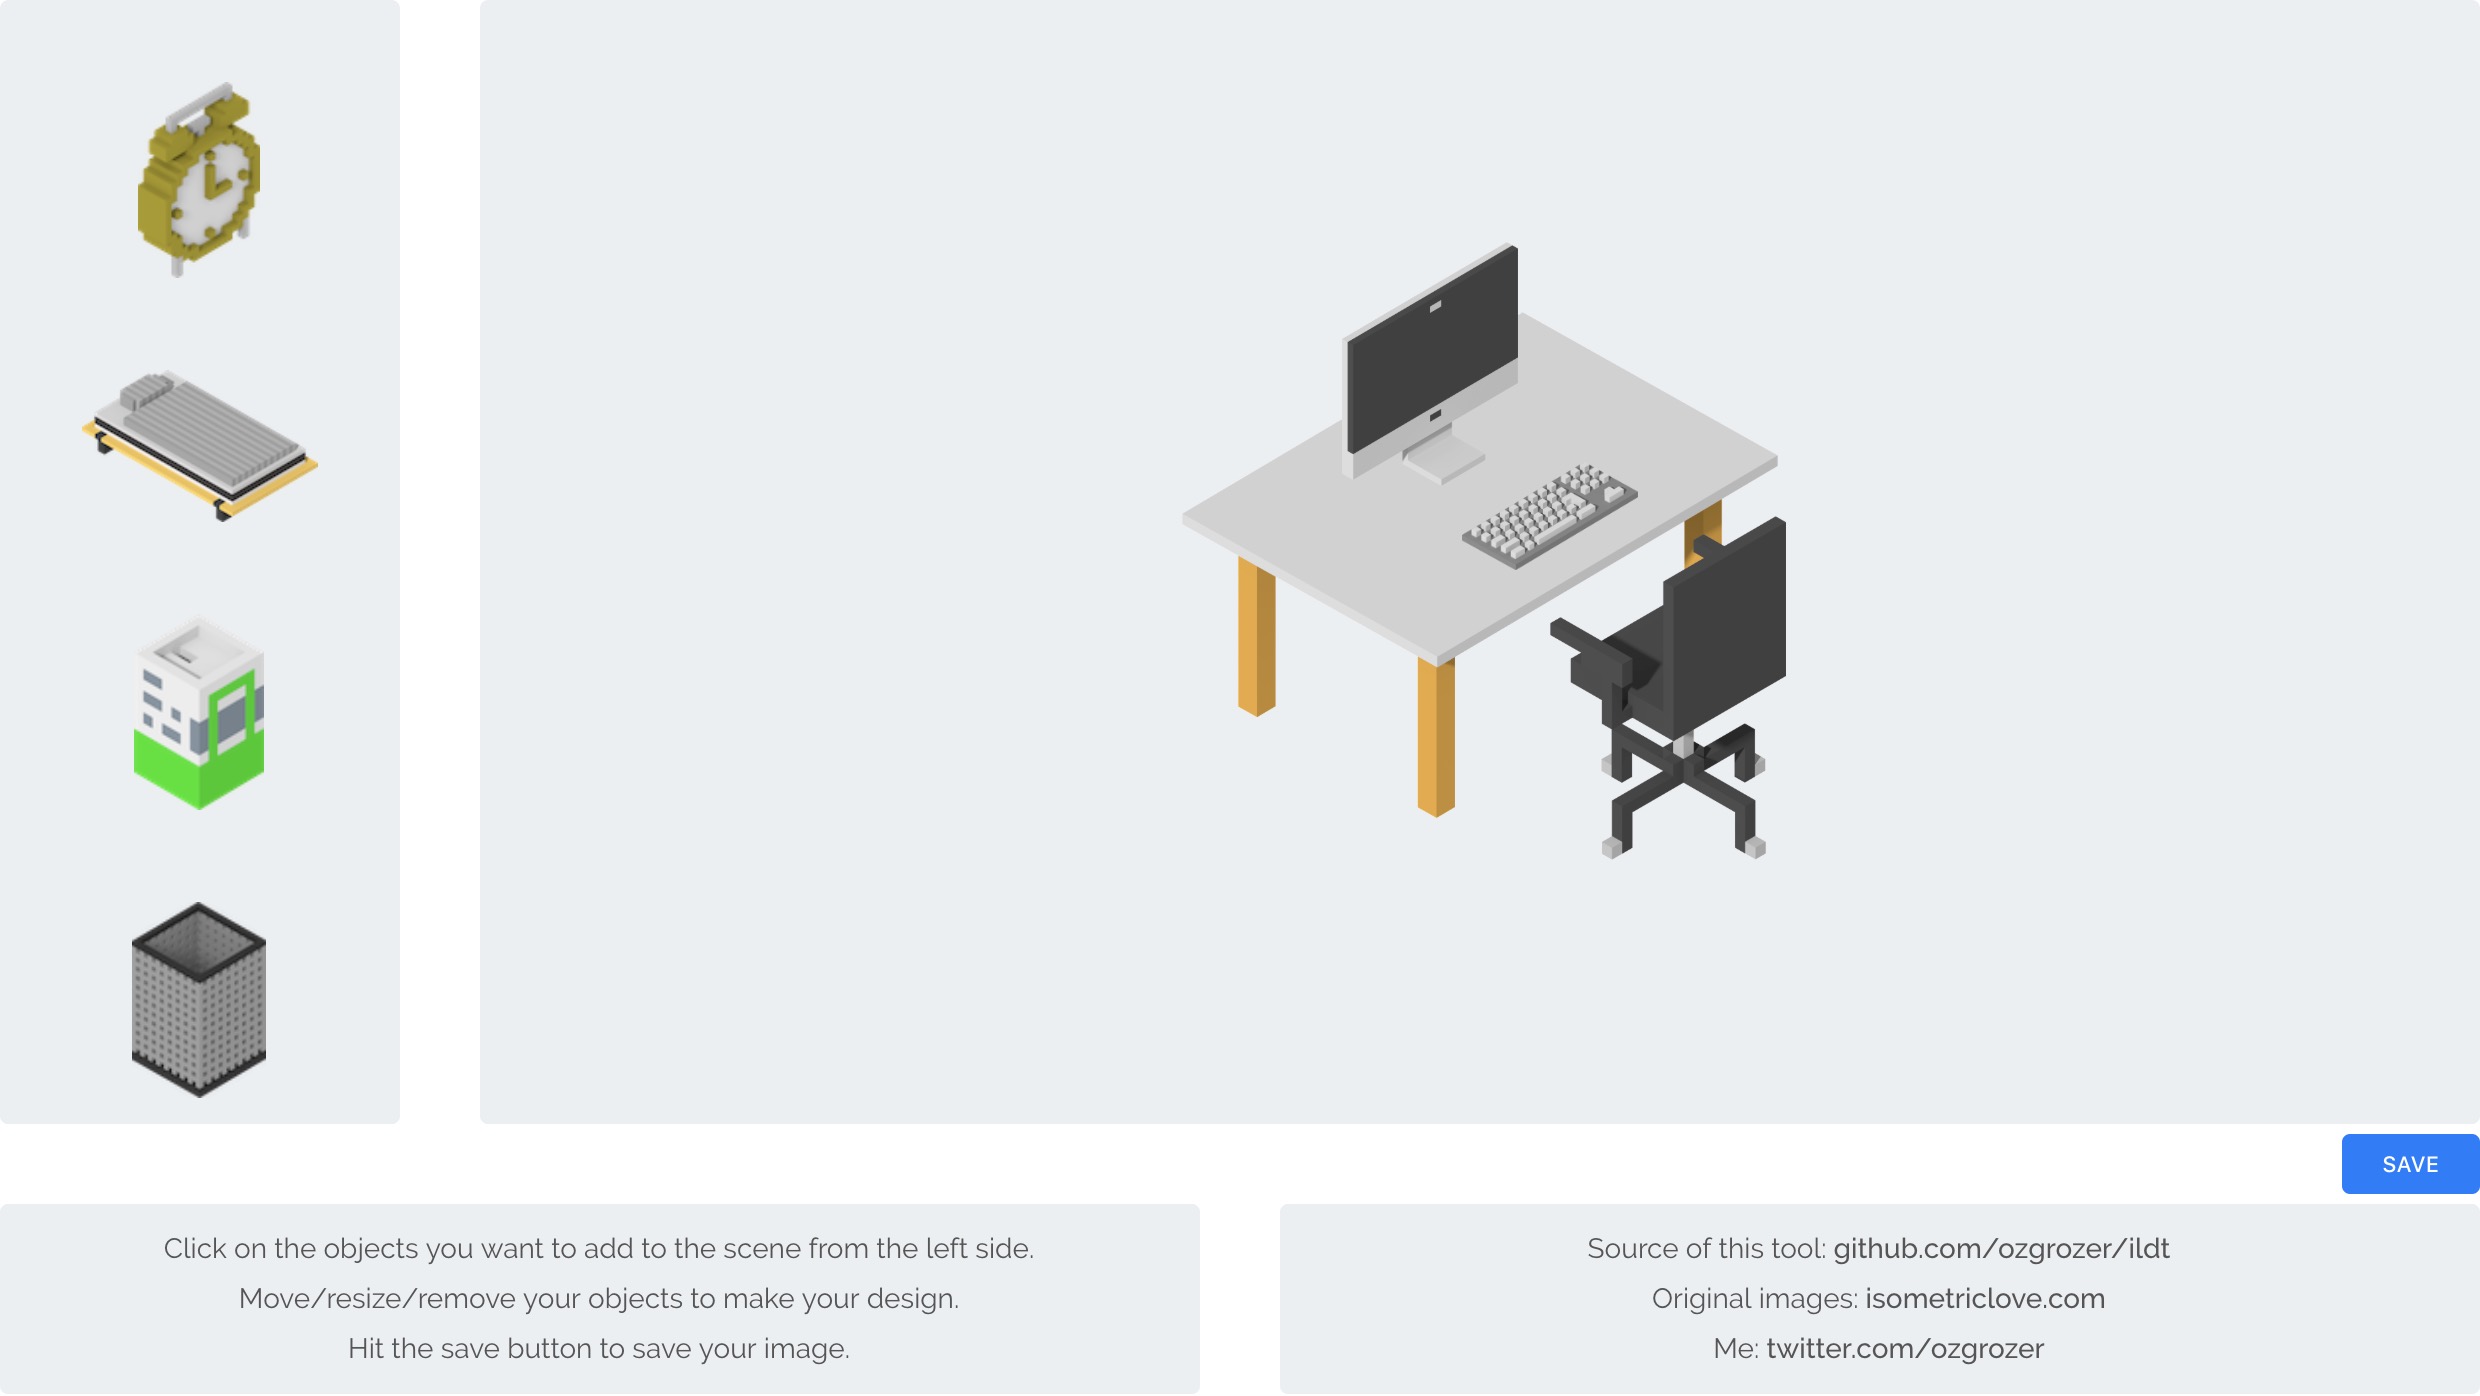 SAVE
Click on the objects you want to add to the scene from the left side.
Move/resize/remove your objects to make your design.
Hit the save button to save your image.
Source of this tool: github.com/ozgrozer/ildt
Original images: isometriclove.com
Me: twitter.com/ozgrozer